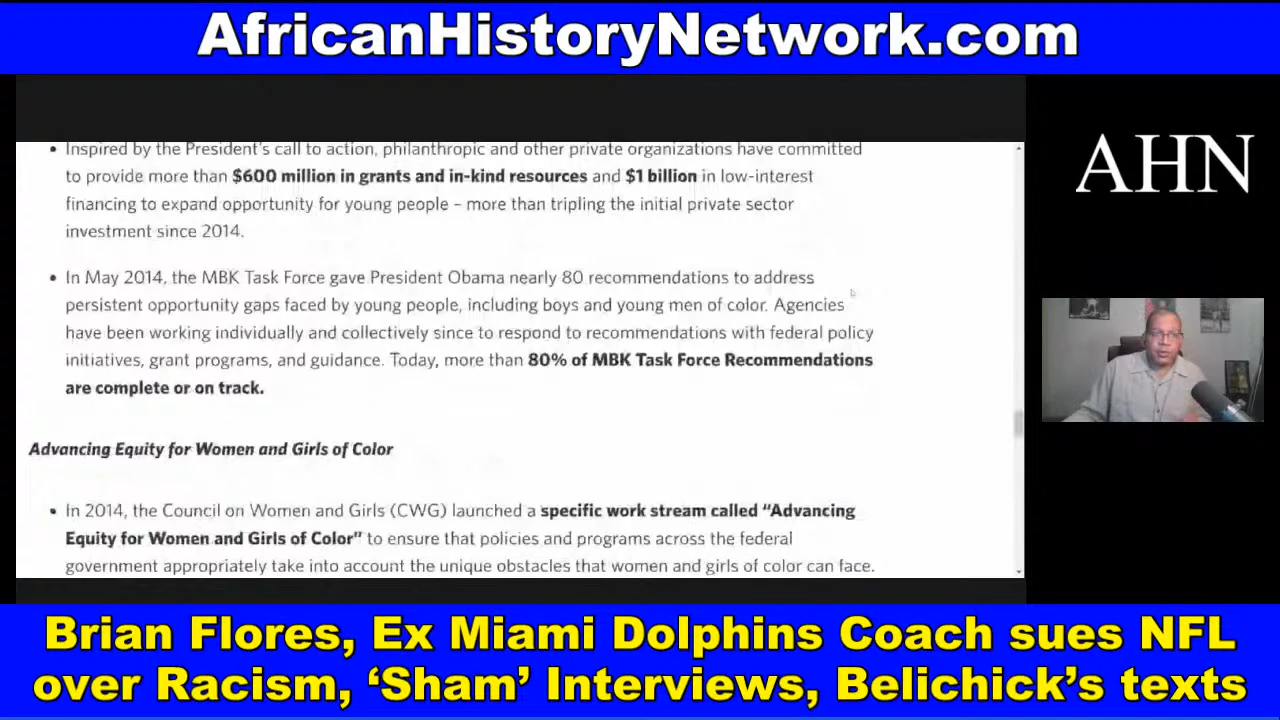 AfricanHistoryNetwork.com
AHN
• Inspired by the President's call to action, philanthropic and other private organizations have committed
to provide more than $600 million in grants and in-kind resources and $1 billion in low-interest
financing to expand opportunity for young people – more than tripling the initial private sector
investment since 2014.
• In May 2014, the MBK Task Force gave President Obama nearly 80 recommendations to address
persistent opportunity gaps faced by young people, including boys and young men of color. Agencies
have been working individually and collectively since to respond to recommendations with federal policy
initiatives, grant programs, and guidance. Today, more than 80% of MBK Task Force Recommendations
are complete or on track.
Advancing Equity for Women and Girls of Color
• In 2014, the Council on Women and Girls (CWG) launched a specific work stream called “Advancing
Equity for Women and Girls of Color” to ensure that policies and programs across the federal
government appropriately take into account the unique obstacles that women and girls of color can face.
Brian Flores, Ex Miami Dolphins Coach sues NFL
over Racism, ‘Sham’ Interviews, Belichick’s texts